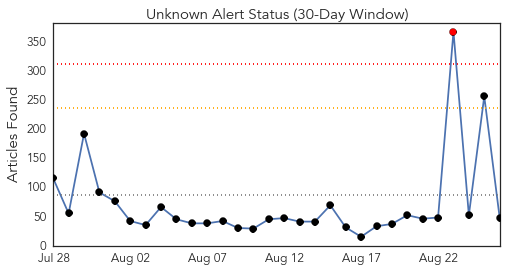 Unknown Alert Status (30-Day Window)
Articles Found
350
300
250
200
150
100
50
0
Jul 28
Aug 02
Aug 07
Aug 12
Aug 17
Aug 22